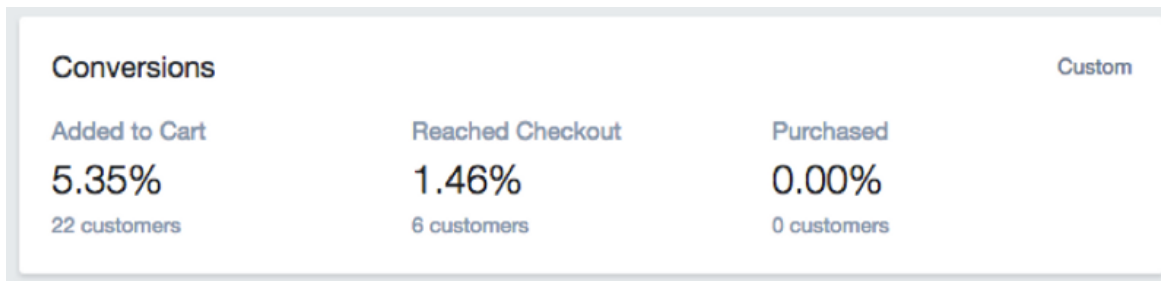 Conversions
Custom
Added to Cart
Reached Checkout
Purchased
5.35%
1.46%
0.00%
22 customers
6 customers
0 customers